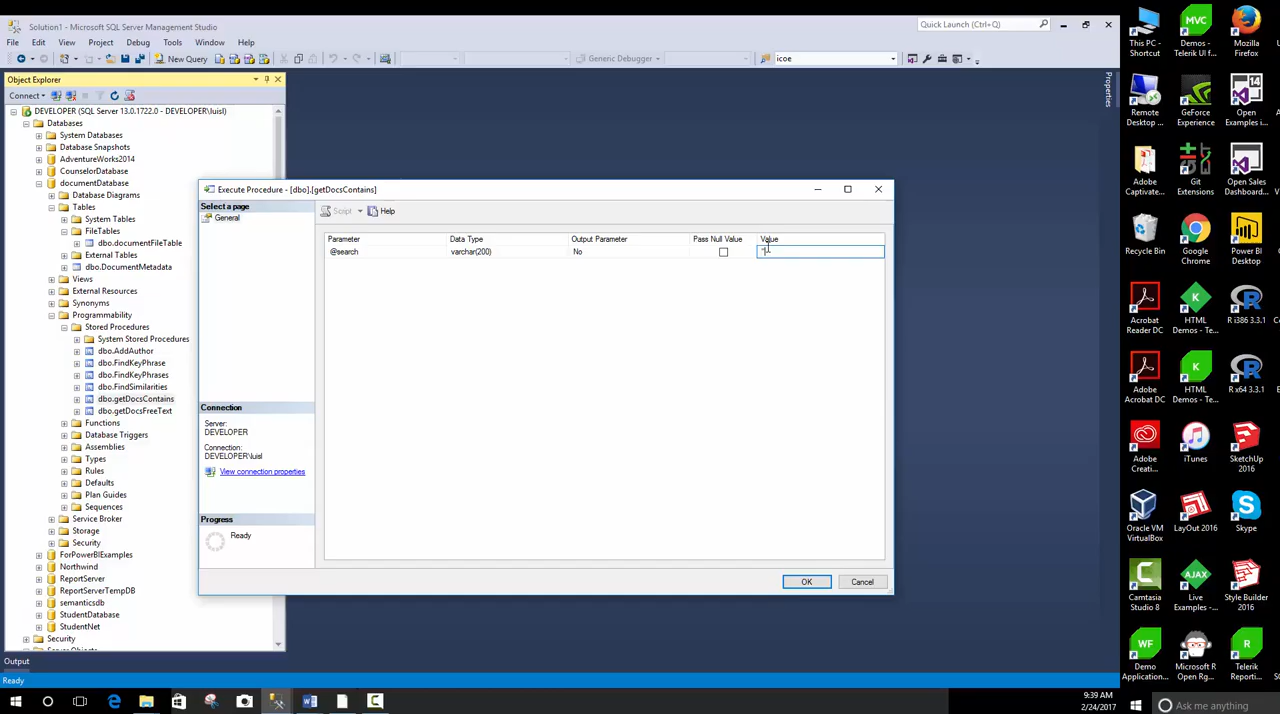 Solution1 - Microsoft SQL Server Management Studio
Quick Launch (Ctrl+Q)
File Edit View Project Debug Tools Window Help
New Query
Generic Debugger
icoe
Object Explorer
Connect
DEVELOPER (SQL Server 13.0.1722.0 - DEVELOPER\luisl)
Databases
System Databases
Database Snapshots
AdventureWorks2014
CounselorDatabase
documentDatabase
Database Diagrams
Tables
System Tables
FileTables
dbo.documentFileTable
External Tables
dbo.DocumentMetadata
Views
External Resources
Synonyms
Programmability
Stored Procedures
System Stored Procedures
dbo.AddAuthor
dbo.FindKeyPhrase
dbo.FindKeyPhrases
dbo.FindSimilarities
dbo.getDocsContains
dbo.getDocsFreeText
Functions
Database Triggers
Assemblies
Types
Rules
Defaults
Plan Guides
Sequences
Service Broker
Storage
Security
ForPowerBIExamples
Northwind
ReportServer
ReportServerTempDB
semanticsdb
StudentDatabase
StudentNet
Security
Output
Ready
Properties
Execute Procedure - [dbo].[getDocsContains]
Select a page
General
Script Help
Parameter Data Type Output Parameter Pass Null Value Value
@search varchar(200) No
Connection
Server:
DEVELOPER
Connection:
DEVELOPER\luisl
View connection properties
Progress
Ready
OK Cancel
This PC -
Shortcut
MVC
Demos -
Telerik UI f...
Mozilla
Firefox
Remote
Desktop ...
GeForce
Experience
14
Open
Examples i...
Adobe
Captivate...
Git
Extensions
Open Sales
Dashboard...
Recycle Bin
Google
Chrome
Power BI
Desktop
Acrobat
Reader DC
K
HTML
Demos - Te...
R i386 3.3.1
Adobe
Acrobat DC
K
HTML
Demos - Te...
R x64 3.3.1
Adobe
Creati...
iTunes
SketchUp
2016
Oracle VM
VirtualBox
LayOut 2016
Skype
Camtasia
Studio 8
AJAX
Live
Examples -...
Style Builder
2016
WF
Demo
Application...
Microsoft R
Open Rg...
R
Telerik
Reporti...
9:39 AM
2/24/2017
Ask me anything